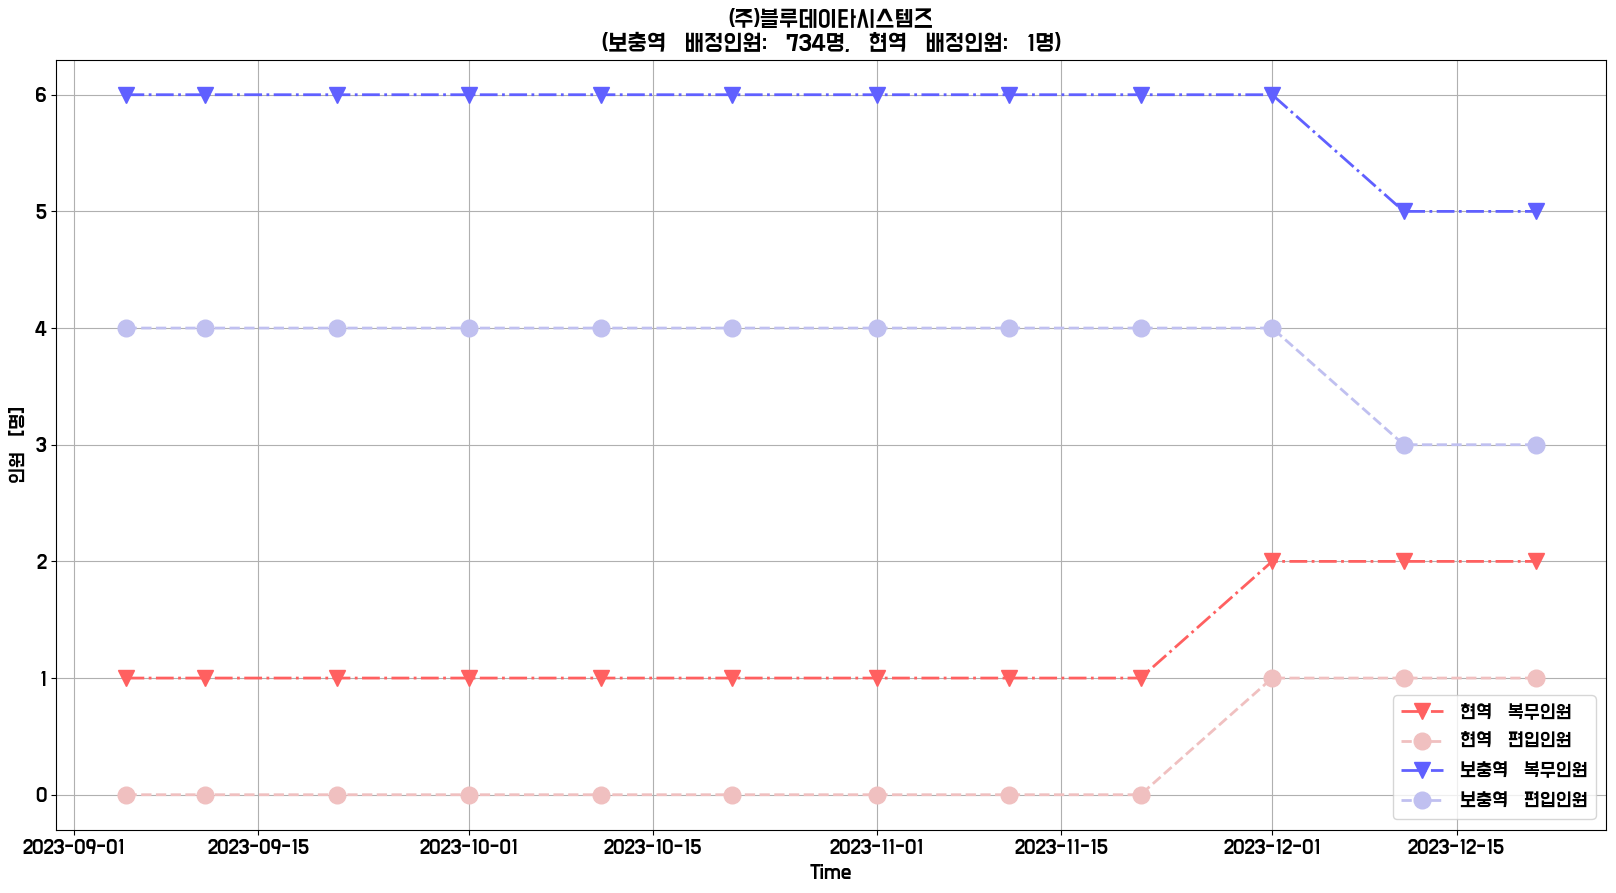 (주)블루데이타시스템즈
(보충역 배정인원: 734명, 현역 배정인원: 1명)
인원 [명]
6
5
4
3
2
1
0
현역 복무인원
현역 편입인원
보충역 복무인원
보충역 편입인원
2023-09-01 2023-09-15 2023-10-01 2023-10-15 2023-11-01 2023-11-15 2023-12-01 2023-12-15
Time